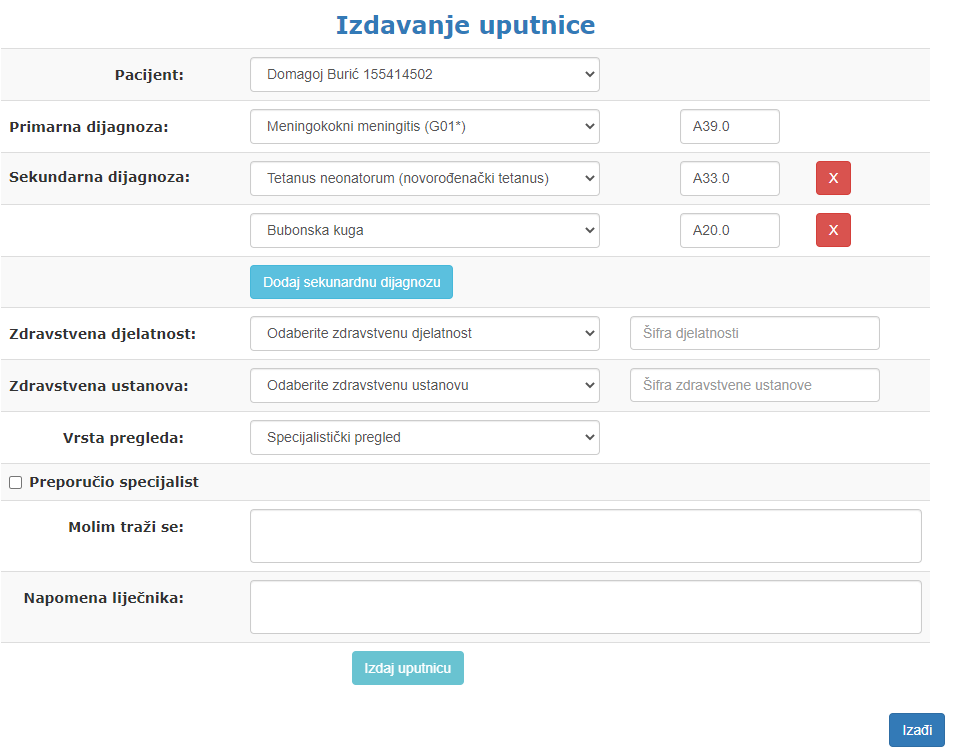 Izdavanje uputnice
Pacijent: Domagoj Burić 155414502
Primarna dijagnoza: Meningokokni meningitis (G01*) A39.0
Sekundarna dijagnoza: Tetanus neonatorum (novorođenački tetanus) A33.0 X
Bubonska kuga A20.0 X
Dodaj sekunardnu dijagnozu
Zdravstvena djelatnost: Odaberite zdravstvenu djelatnost Šifra djelatnosti
Zdravstvena ustanova: Odaberite zdravstvenu ustanovu Šifra zdravstvene ustanove
Vrsta pregleda: Specijalistički pregled
Preporučio specijalist
Molim traži se:
Napomena liječnika:
Izdaj uputnicu
Izađi